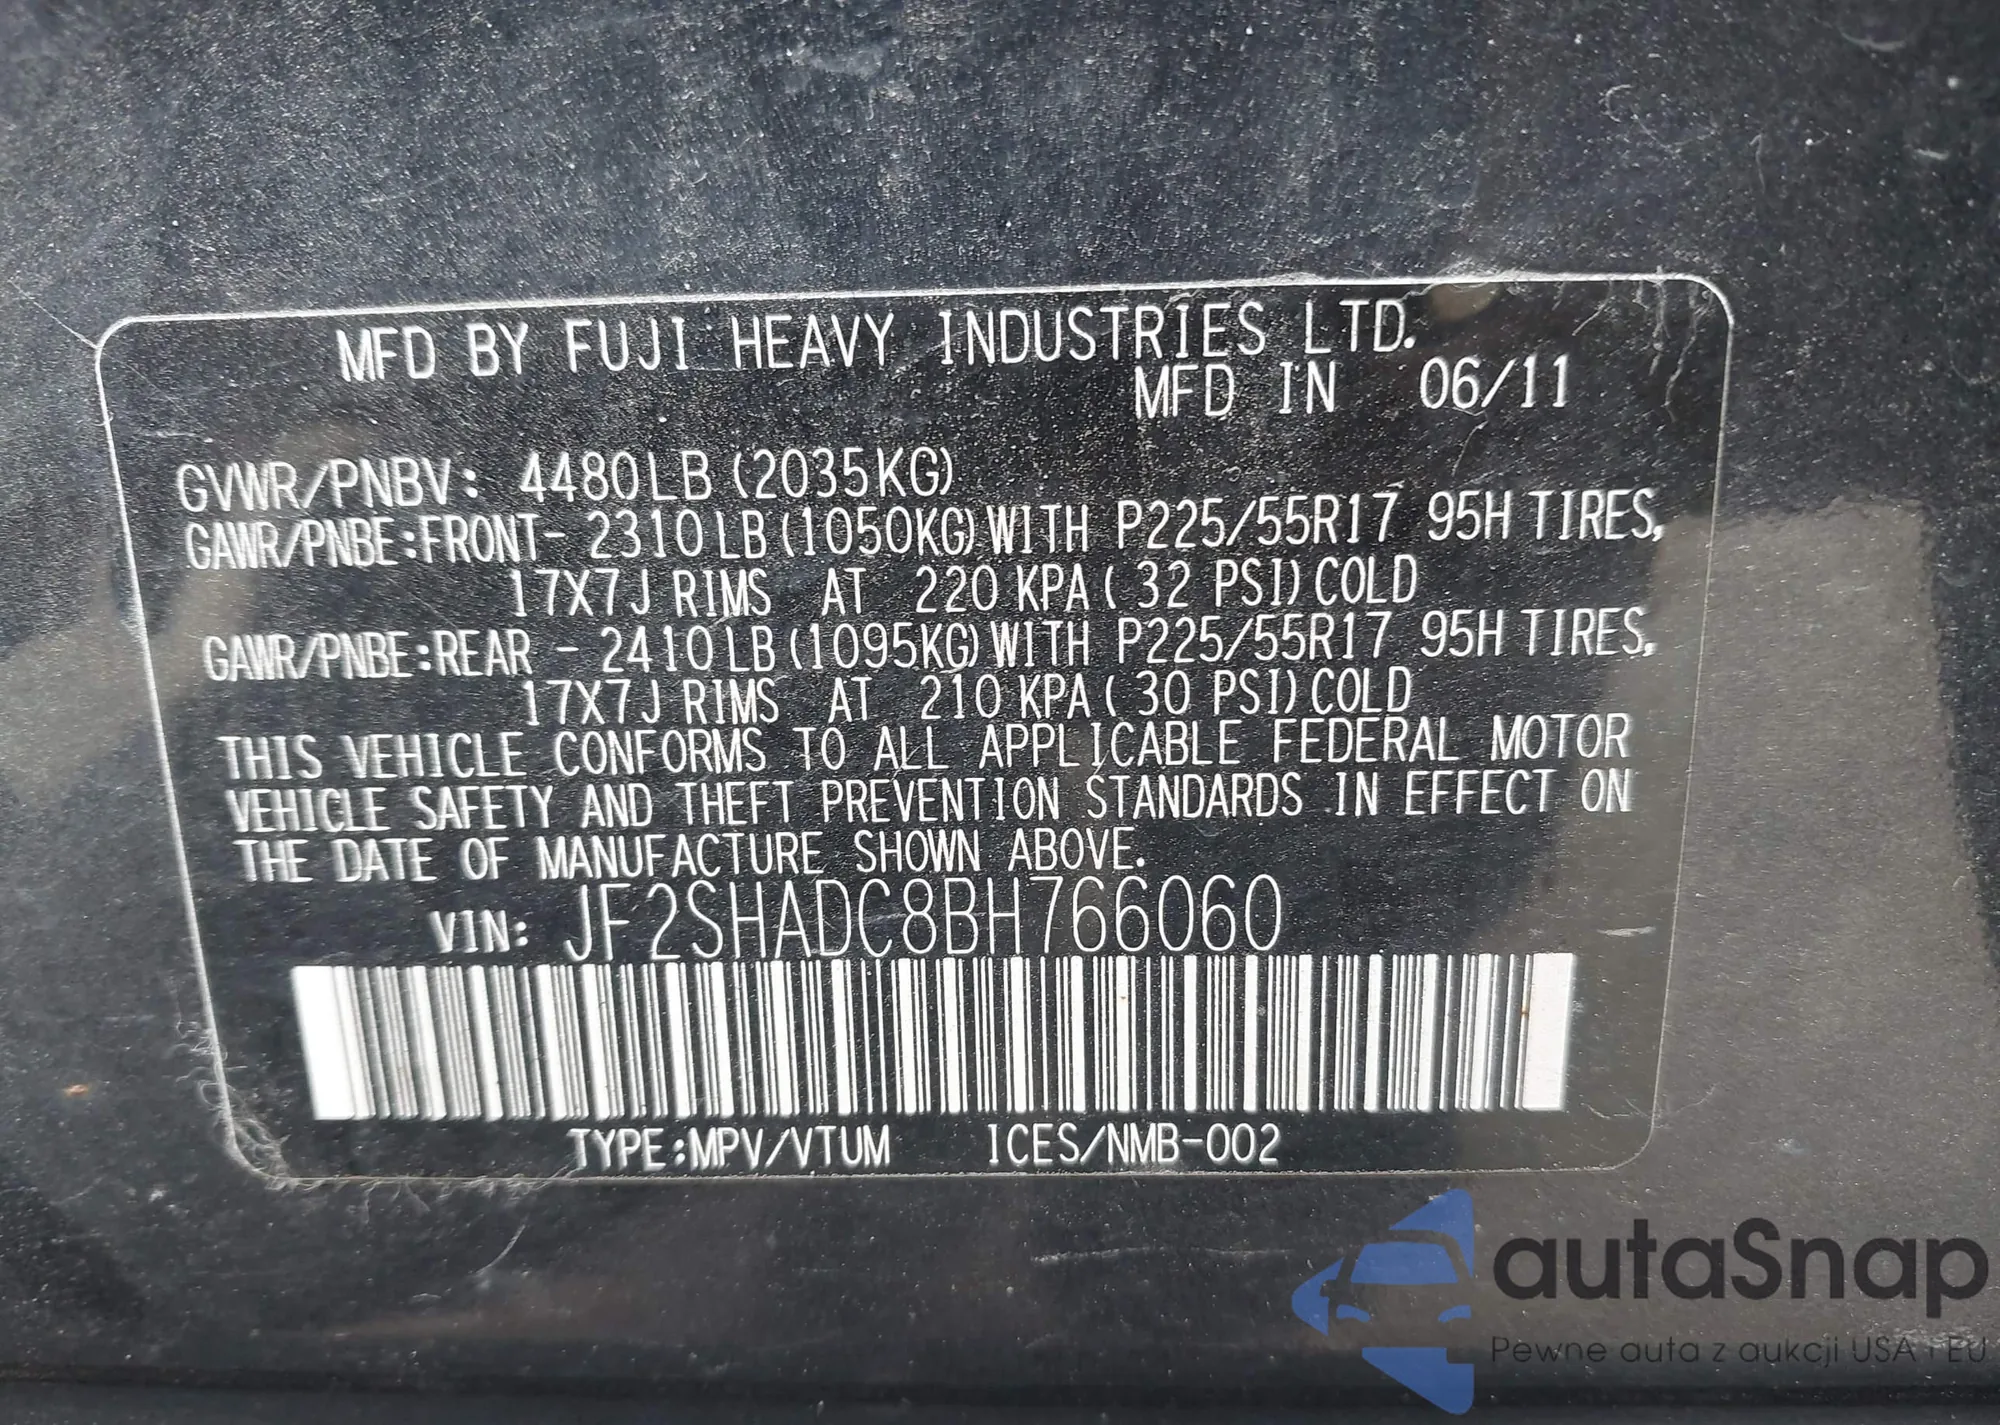 MFD BY FUJI HEAVY INDUSTRIES LTD.
MFD IN 06/11
GVWR/PNBV: 4480LB (2035KG)
GAWR/PNBE:FRONT- 2310LB(1050KG)WITH P225/55R17 95H TIRES,
17X7J RIMS AT 220 KPA( 32 PSI)COLD
GAWR/PNBE:REAR - 2410LB(1095KG)WITH P225/55R17 95H TIRES,
17X7J RIMS AT 210 KPA( 30 PSI)COLD
THIS VEHICLE CONFORMS TO ALL APPLICABLE FEDERAL MOTOR
VEHICLE SAFETY AND THEFT PREVENTION STANDARDS IN EFFECT ON
THE DATE OF MANUFACTURE SHOWN ABOVE.
VIN: JF2SHADC8BH766060
TYPE:MPV/VTUM ICES/NMB-002
autaSnap
Pewne auta z aukcji USA i EU